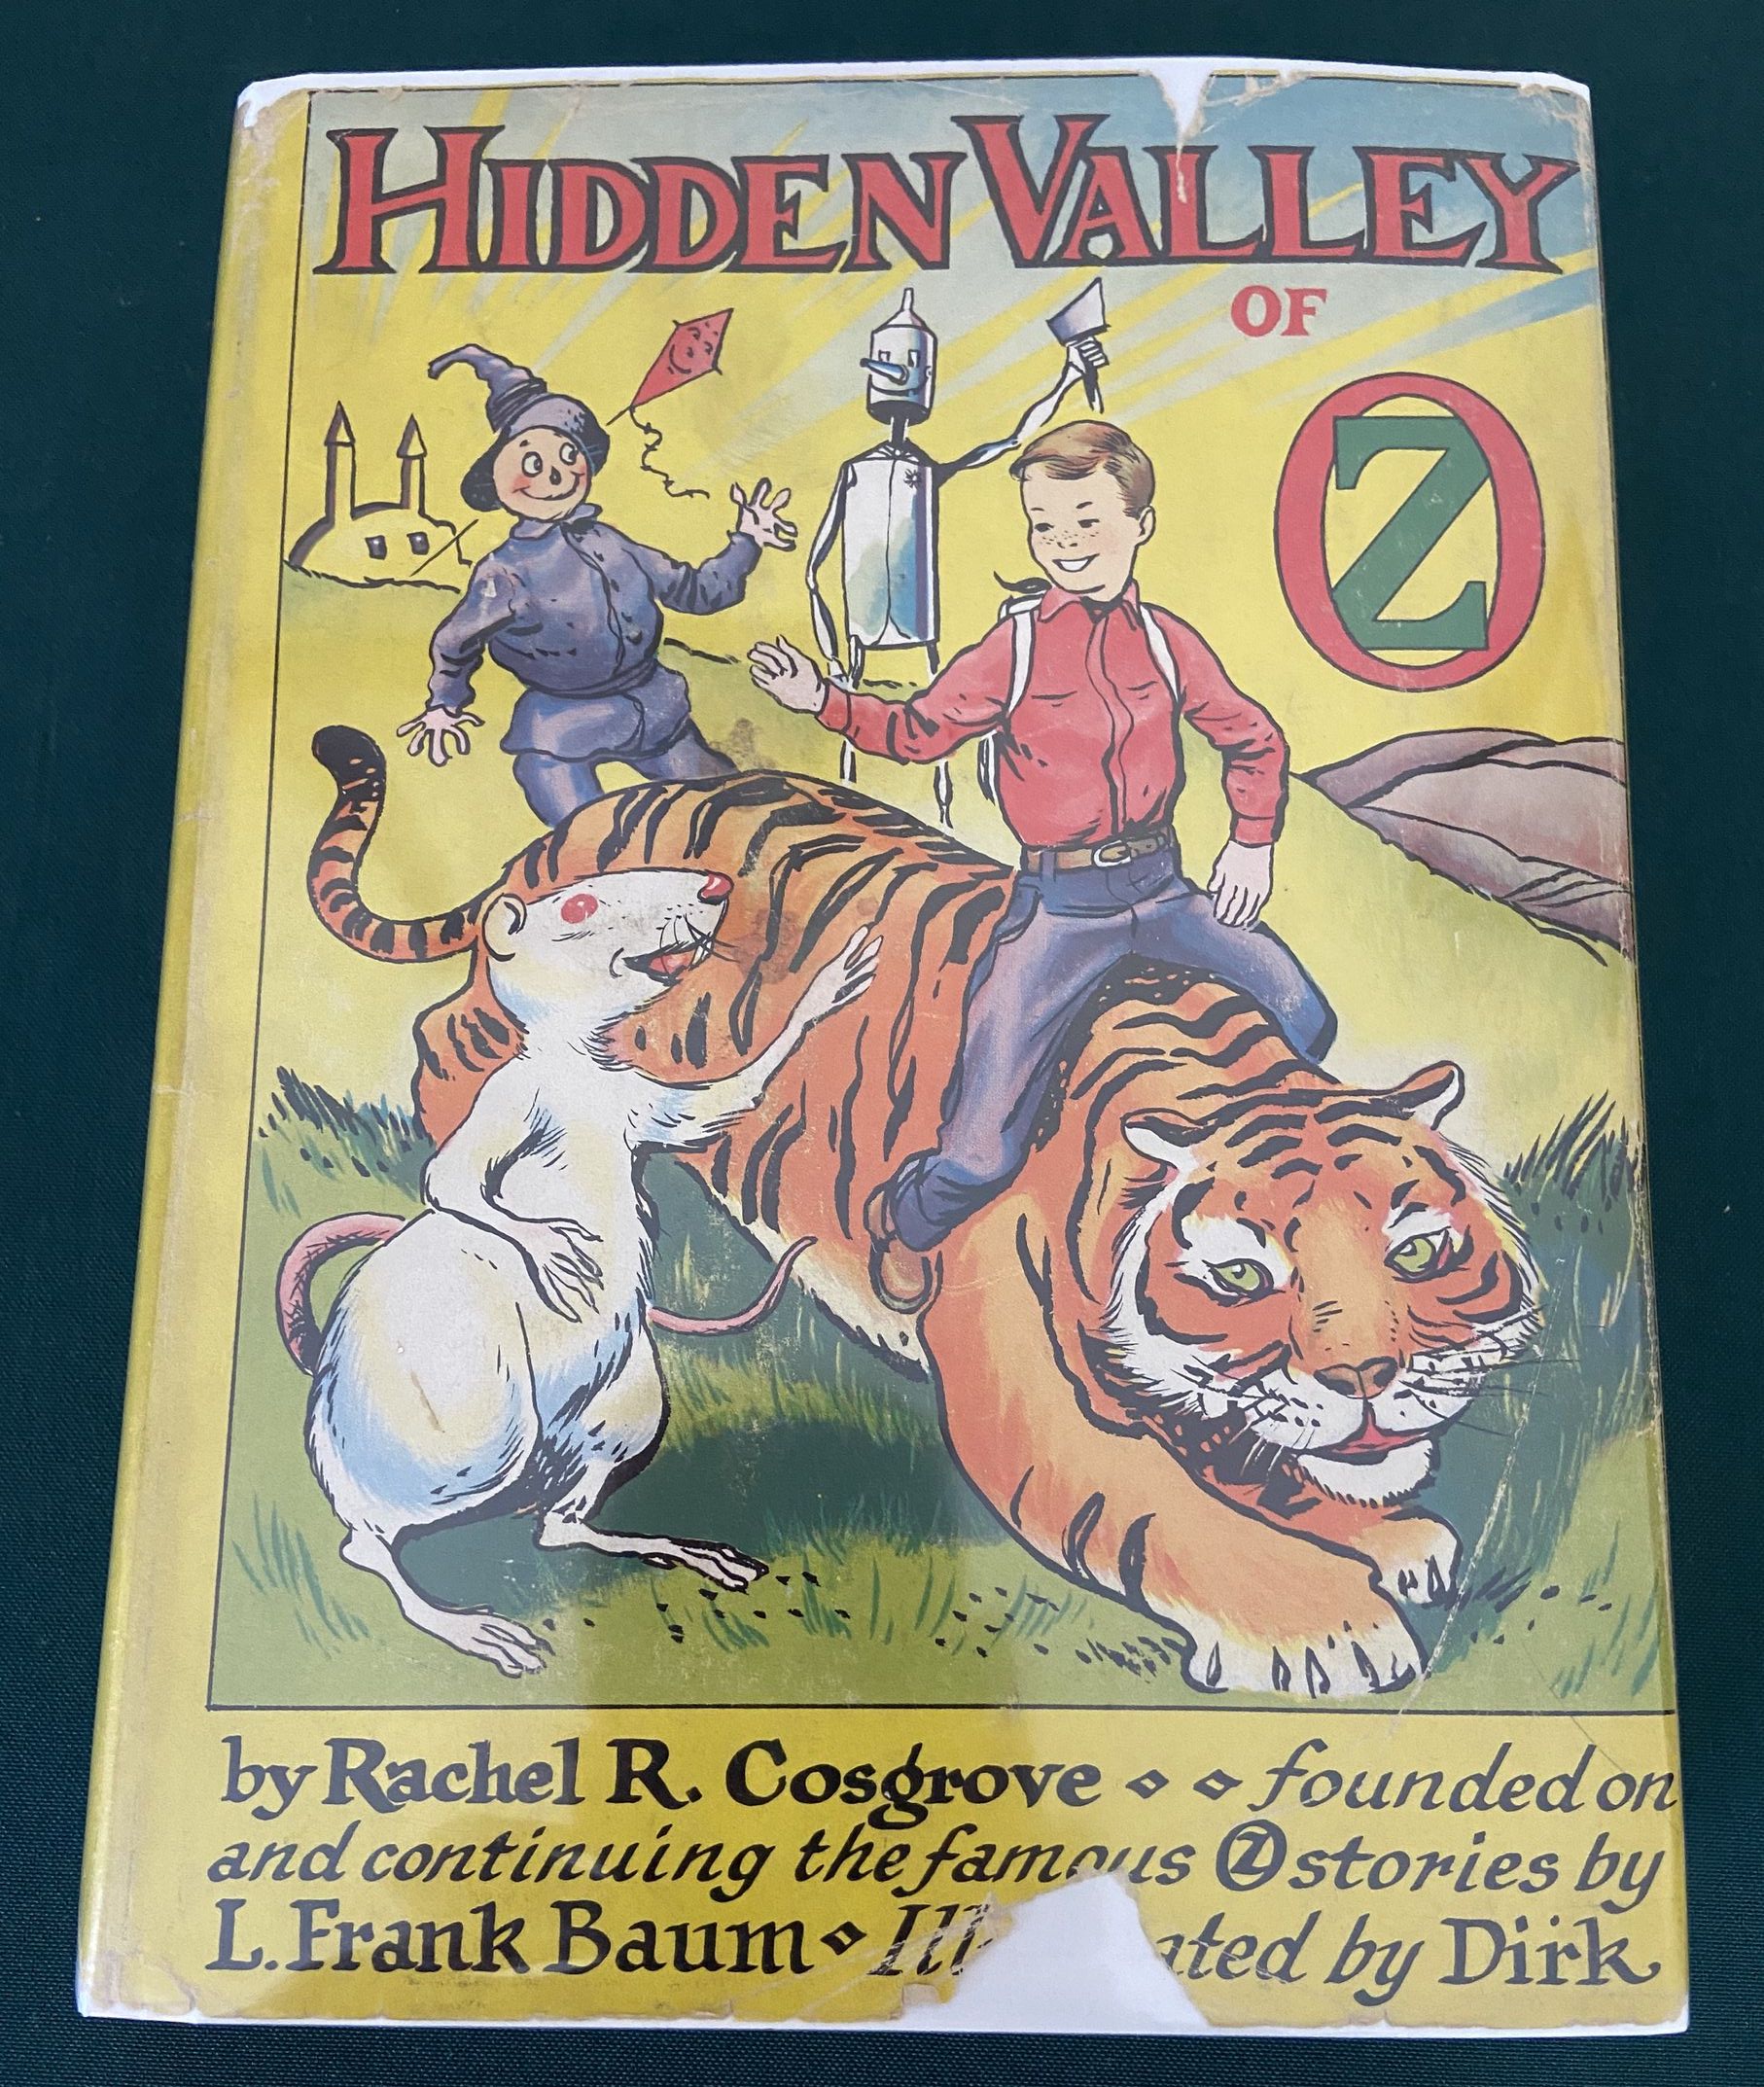 HIDDEN VALLEY
OF
OZ
by Rachel R. Cosgrove ⋄ ⋄ founded on
and continuing the famous OZ stories by
L. Frank Baum ⋄ Ill ated by Dirk